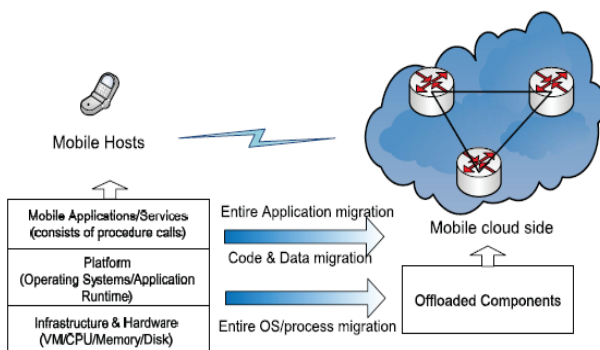 Mobile Hosts
Mobile cloud side
Mobile Applications/Services
(consists of procedure calls)
Platform
(Operating Systems/Application
Runtime)
Infrastructure & Hardware
(VM/CPU/Memory/Disk)
Entire Application migration
Code & Data migration
Entire OS/process migration
Offloaded Components